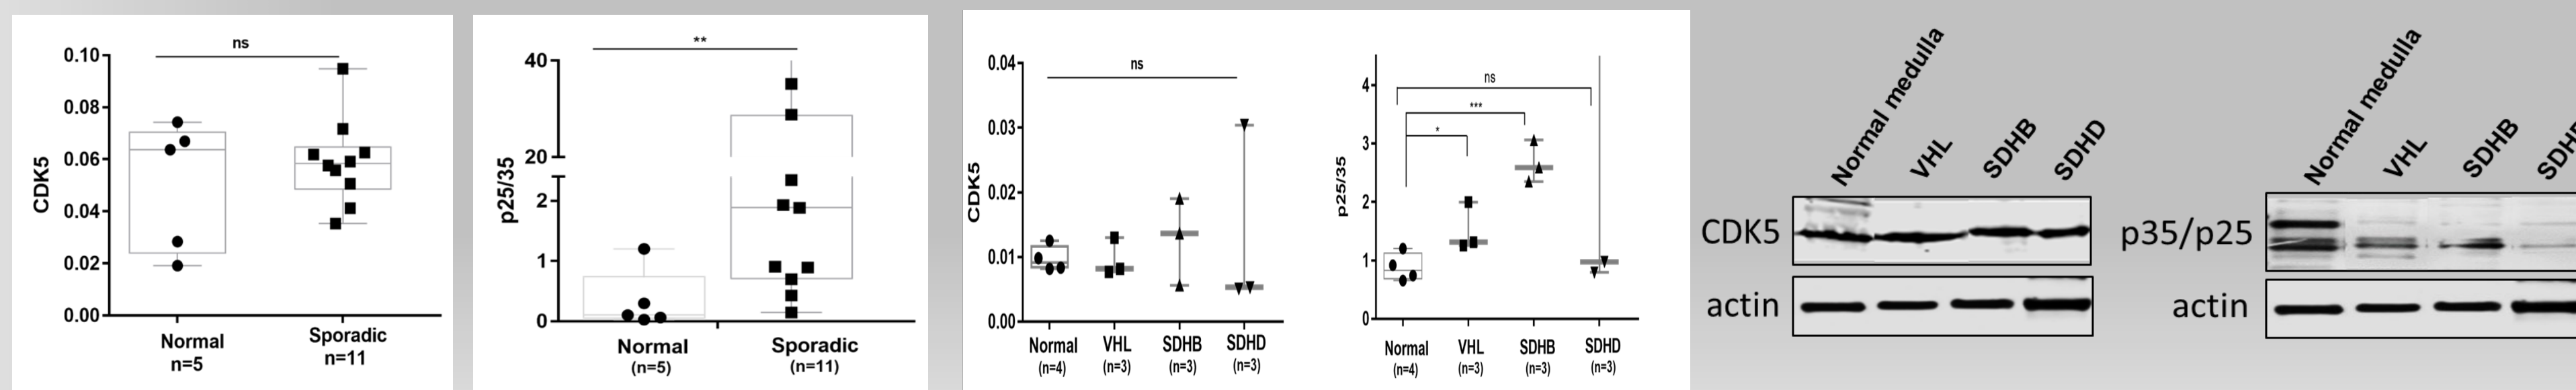 ns
0.10
0.08
0.06
0.04
0.02
0.00
CDK5
Normal
n=5
Sporadic
n=11
**
40
20
2
1
0
p25/35
Normal
(n=5)
Sporadic
(n=11)
ns
0.04
0.03
0.02
0.01
0.00
CDK5
Normal
(n=4)
VHL
(n=3)
SDHB
(n=3)
SDHD
(n=3)
ns
***
*
4
3
2
1
0
p25/35
Normal
(n=4)
VHL
(n=3)
SDHB
(n=3)
SDHD
(n=3)
Normal medulla
VHL
SDHB
SDHD
CDK5
actin
Normal medulla
VHL
SDHB
p35/p25
actin